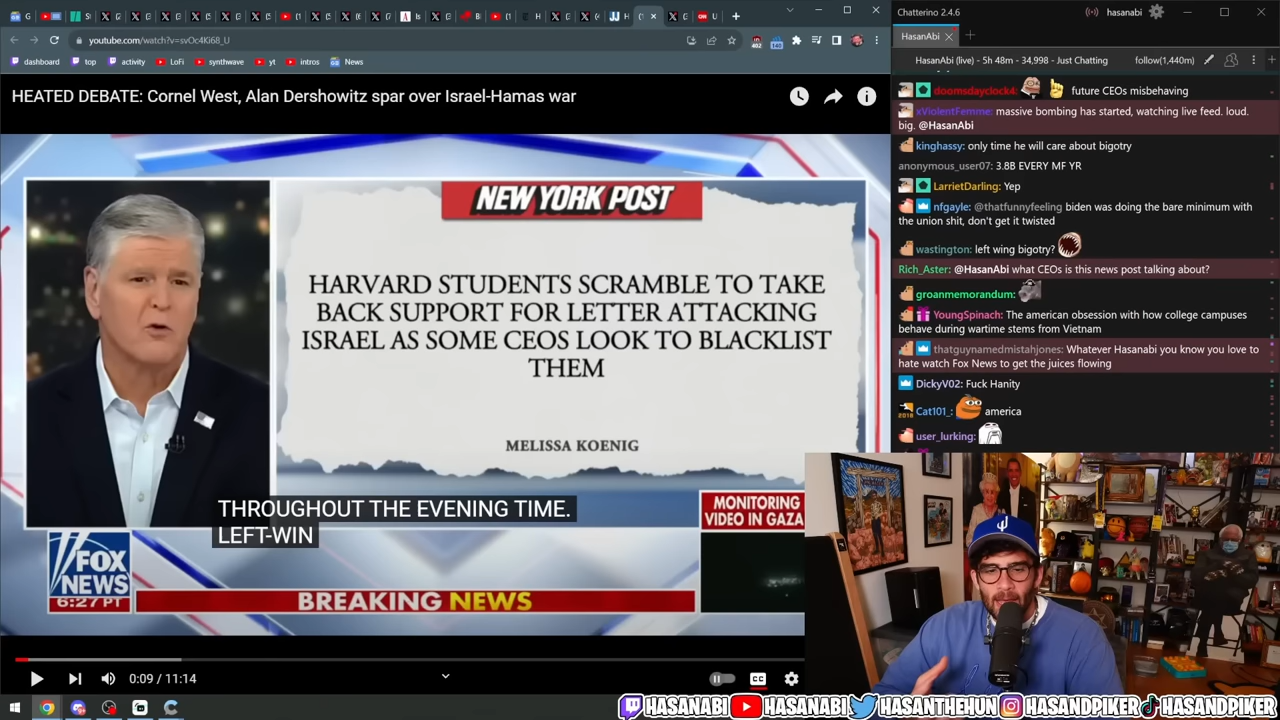 youtube.com/watch?v=svOc4Ki68_U
402
140
dashboard
top
activity
LoFi
synthwave
yt
intros
News
HEATED DEBATE: Cornel West, Alan Dershowitz spar over Israel-Hamas war
NEW YORK POST
HARVARD STUDENTS SCRAMBLE TO TAKE
BACK SUPPORT FOR LETTER ATTACKING
ISRAEL AS SOME CEOS LOOK TO BLACKLIST
THEM
MELISSA KOENIG
THROUGHOUT THE EVENING TIME.
LEFT-WIN
MONITORING
VIDEO IN GAZA
FOX
NEWS
6:27 PT
BREAKING NEWS
0:09 / 11:14
CC
Chatterino 2.4.6
hasanabi
HasanAbi
HasanAbi (live) - 5h 48m - 34,998 - Just Chatting
follow(1,440m)
doomsdayclock4: future CEOs misbehaving
xViolentFemme: massive bombing has started, watching live feed. loud.
big. @HasanAbi
kinghassy: only time he will care about bigotry
anonymous_user07: 3.8B EVERY MF YR
LarrietDarling: Yep
nfgayle: @thatfunnyfeeling biden was doing the bare minimum with
the union shit, don't get it twisted
wastington: left wing bigotry?
Rich_Aster: @HasanAbi what CEOs is this news post talking about?
groanmemorandum:
YoungSpinach: The american obsession with how college campuses
behave during wartime stems from Vietnam
thatguynamedmistahjones: Whatever Hasanabi you know you love to
hate watch Fox News to get the juices flowing
DickyV02: Fuck Hanity
Cat101_: america
user_lurking:
HASANABI HASANABI HASANTHEHUN HASANDPIKER HASANDPIKER